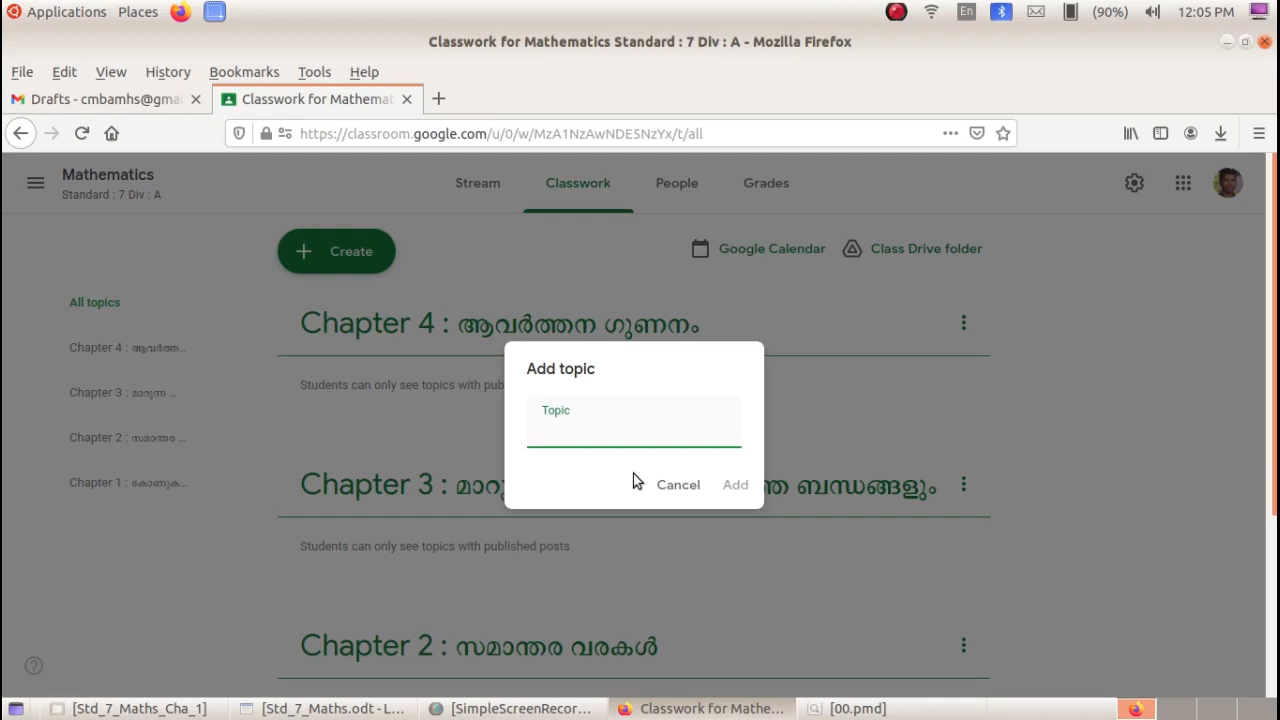 Applications Places En (90%) 12:05 PM
Classwork for Mathematics Standard : 7 Div : A - Mozilla Firefox
File Edit View History Bookmarks Tools Help
Drafts - cmbamhs@gmai Classwork for Mathemat
https://classroom.google.com/u/0/w/MzA1NzAwNDE5NzYx/t/all
Mathematics
Standard : 7 Div : A
Stream Classwork People Grades
Create Google Calendar Class Drive folder
All topics
Chapter 4 : ആവർത്ത...
Chapter 3 : മാറുന്ന ...
Chapter 2 : സമാന്തര ...
Chapter 1 : കോണുക...
Chapter 4 : ആവർത്തന ഗുണനം
Students can only see topics with pub
Add topic
Topic
Cancel Add
Chapter 3 : ബന്ധങ്ങളും
Students can only see topics with published posts
Chapter 2 : സമാന്തര വരകൾ
[Std_7_Maths_Cha_1] [Std_7_Maths.odt - L... [SimpleScreenRecor... Classwork for Mathe... [00.pmd]